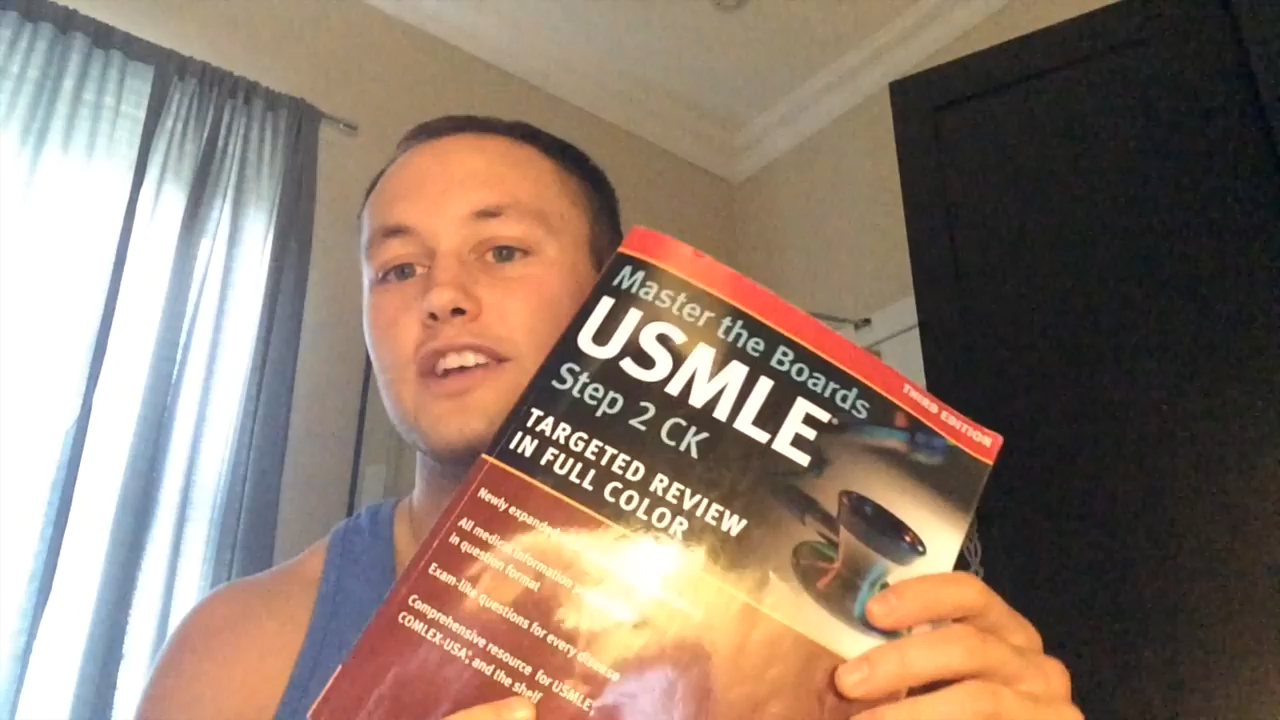 THIRD EDITION
Master the Boards
USMLE®
Step 2 CK
TARGETED REVIEW
IN FULL COLOR
Newly expanded
All medical information
in question format
Exam-like questions for every disease
Comprehensive resource for USMLE,
COMLEX-USA®, and the shelf